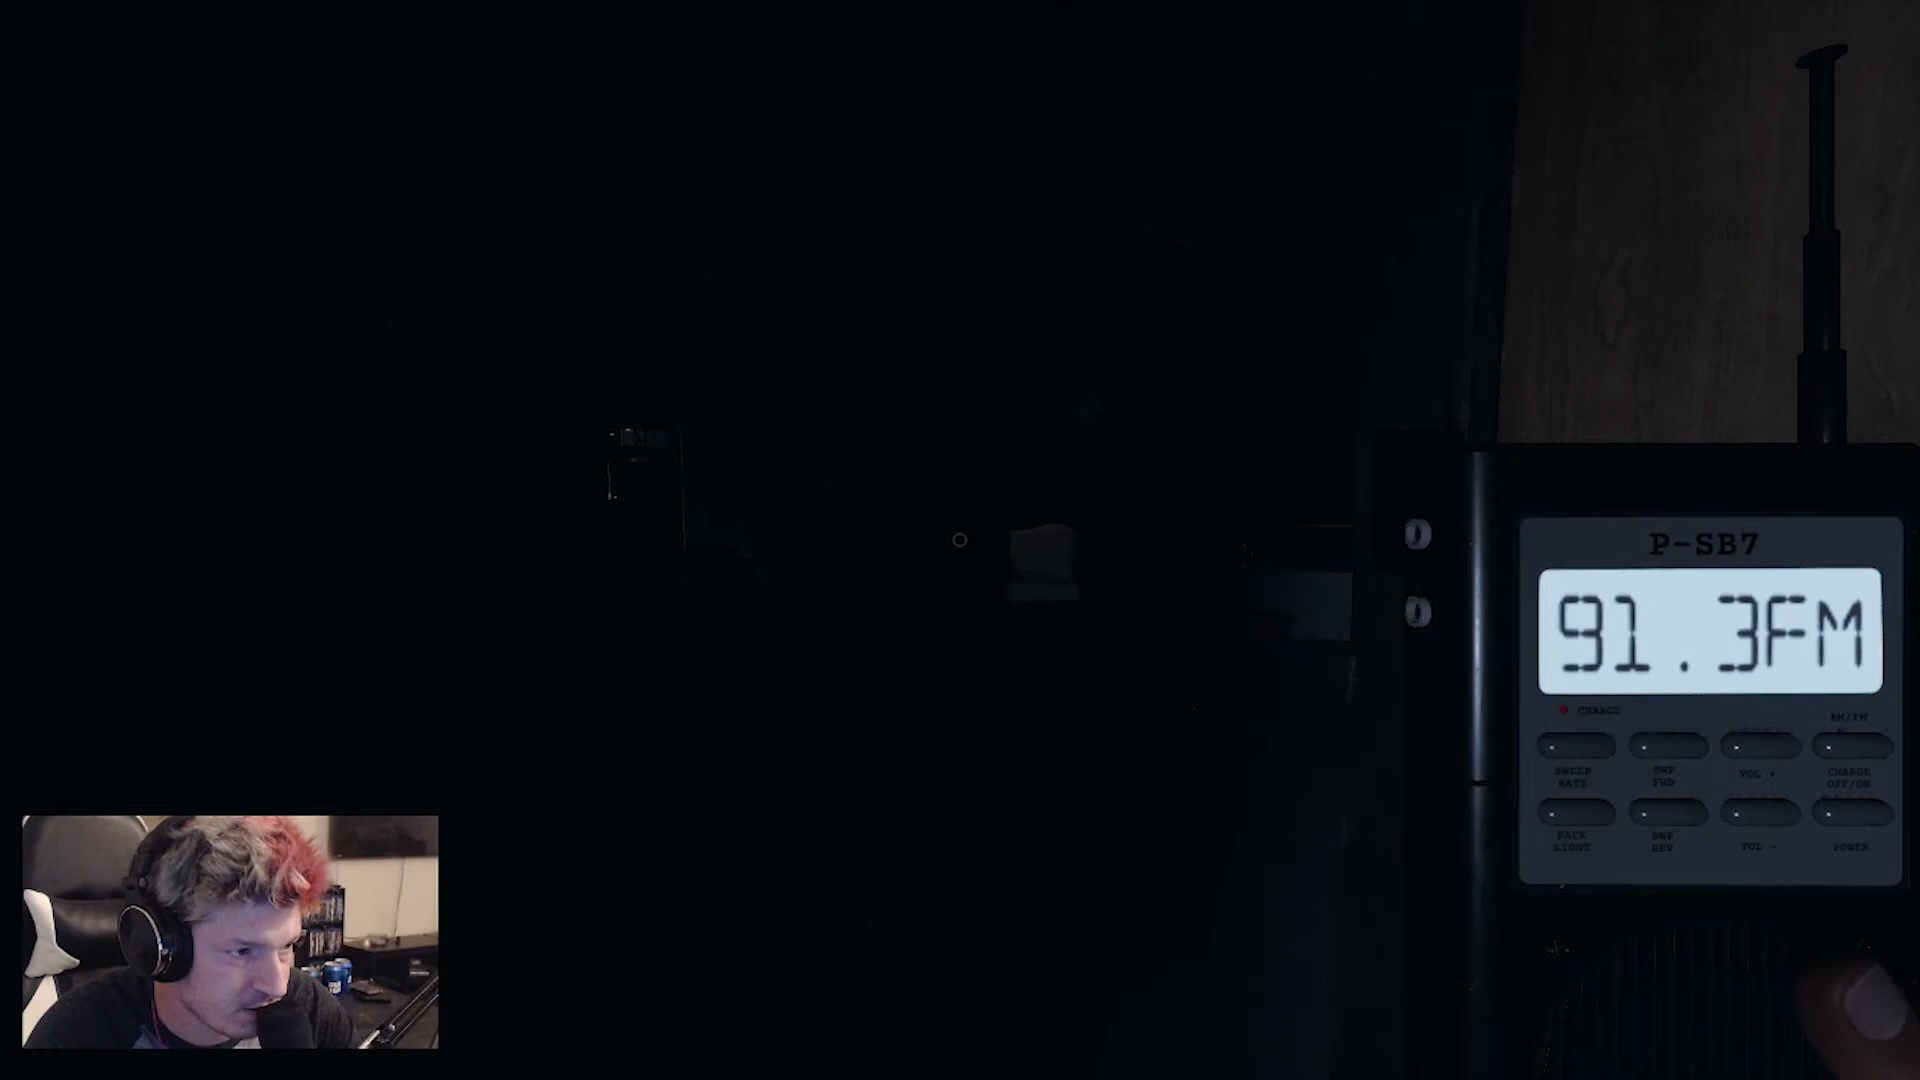 P-SB7
91.3FM
CHARGE
AM/FM
SWEEP RATE
SWP FWD
VOL +
CHARGE OFF/ON
BACK LIGHT
SWP REV
VOL -
POWER